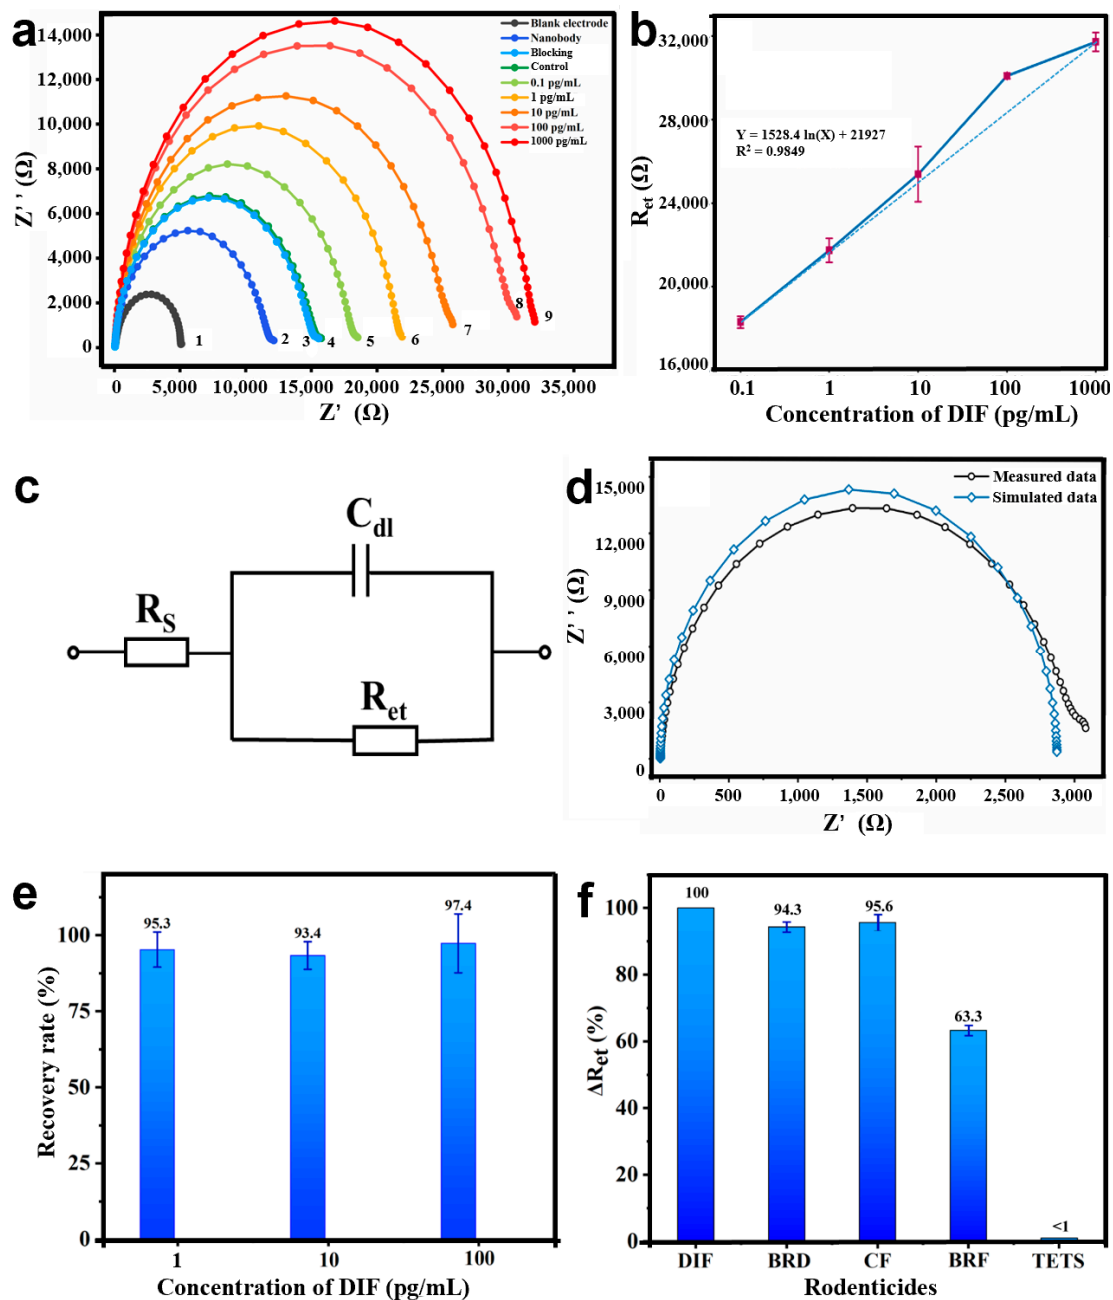 a
14,000
12,000
10,000
8,000
6,000
4,000
2,000
0
Z’’ (Ω)
0
5,000
10,000
15,000
20,000
25,000
30,000
35,000
Z’ (Ω)
Blank electrode
Nanobody
Blocking
Control
0.1 pg/mL
1 pg/mL
10 pg/mL
100 pg/mL
1000 pg/mL
1
2
3
4
5
6
7
8
9
b
32,000
28,000
24,000
20,000
16,000
Ret (Ω)
Y = 1528.4 ln(X) + 21927
R² = 0.9849
0.1
1
10
100
1000
Concentration of DIF (pg/mL)
c
Cdl
RS
Ret
d
15,000
12,000
9,000
6,000
3,000
0
Z’’ (Ω)
Measured data
Simulated data
0
500
1,000
1,500
2,000
2,500
3,000
Z’ (Ω)
e
100
75
50
25
0
Recovery rate (%)
95.3
93.4
97.4
1
10
100
Concentration of DIF (pg/mL)
f
100
80
60
40
20
0
ΔRet (%)
100
94.3
95.6
63.3
<1
DIF
BRD
CF
BRF
TETS
Rodenticides